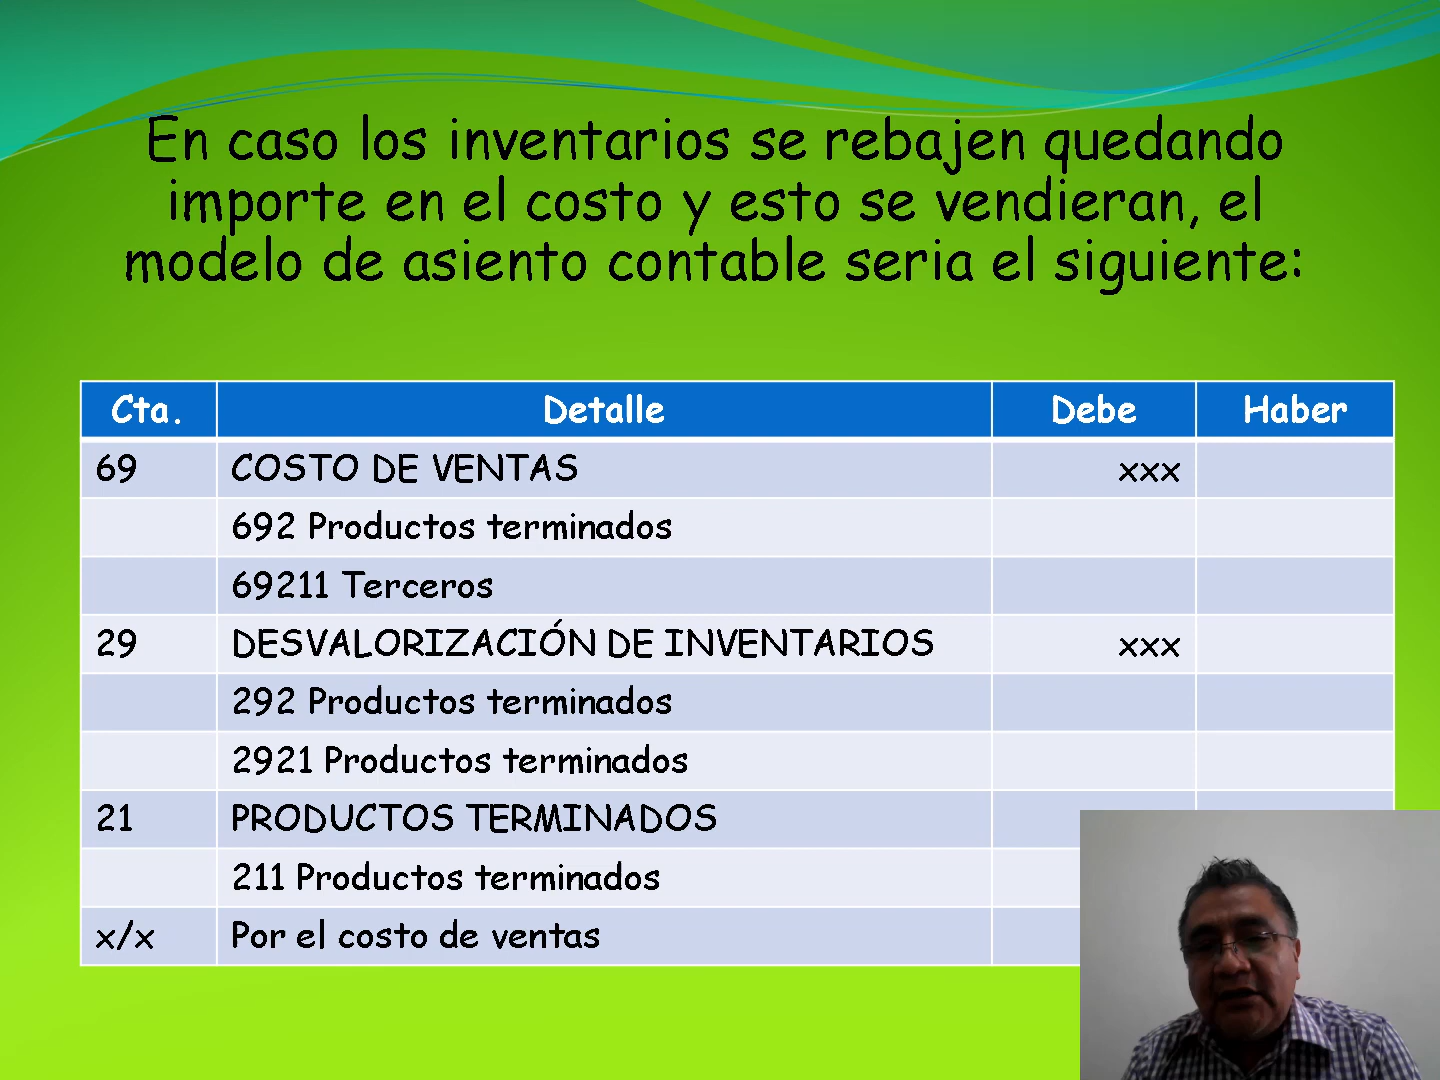 En caso los inventarios se rebajen quedando
importe en el costo y esto se vendieran, el
modelo de asiento contable seria el siguiente:
Cta. Detalle Debe Haber
69 COSTO DE VENTAS xxx
692 Productos terminados
69211 Terceros
29 DESVALORIZACIÓN DE INVENTARIOS xxx
292 Productos terminados
2921 Productos terminados
21 PRODUCTOS TERMINADOS
211 Productos terminados
x/x Por el costo de ventas